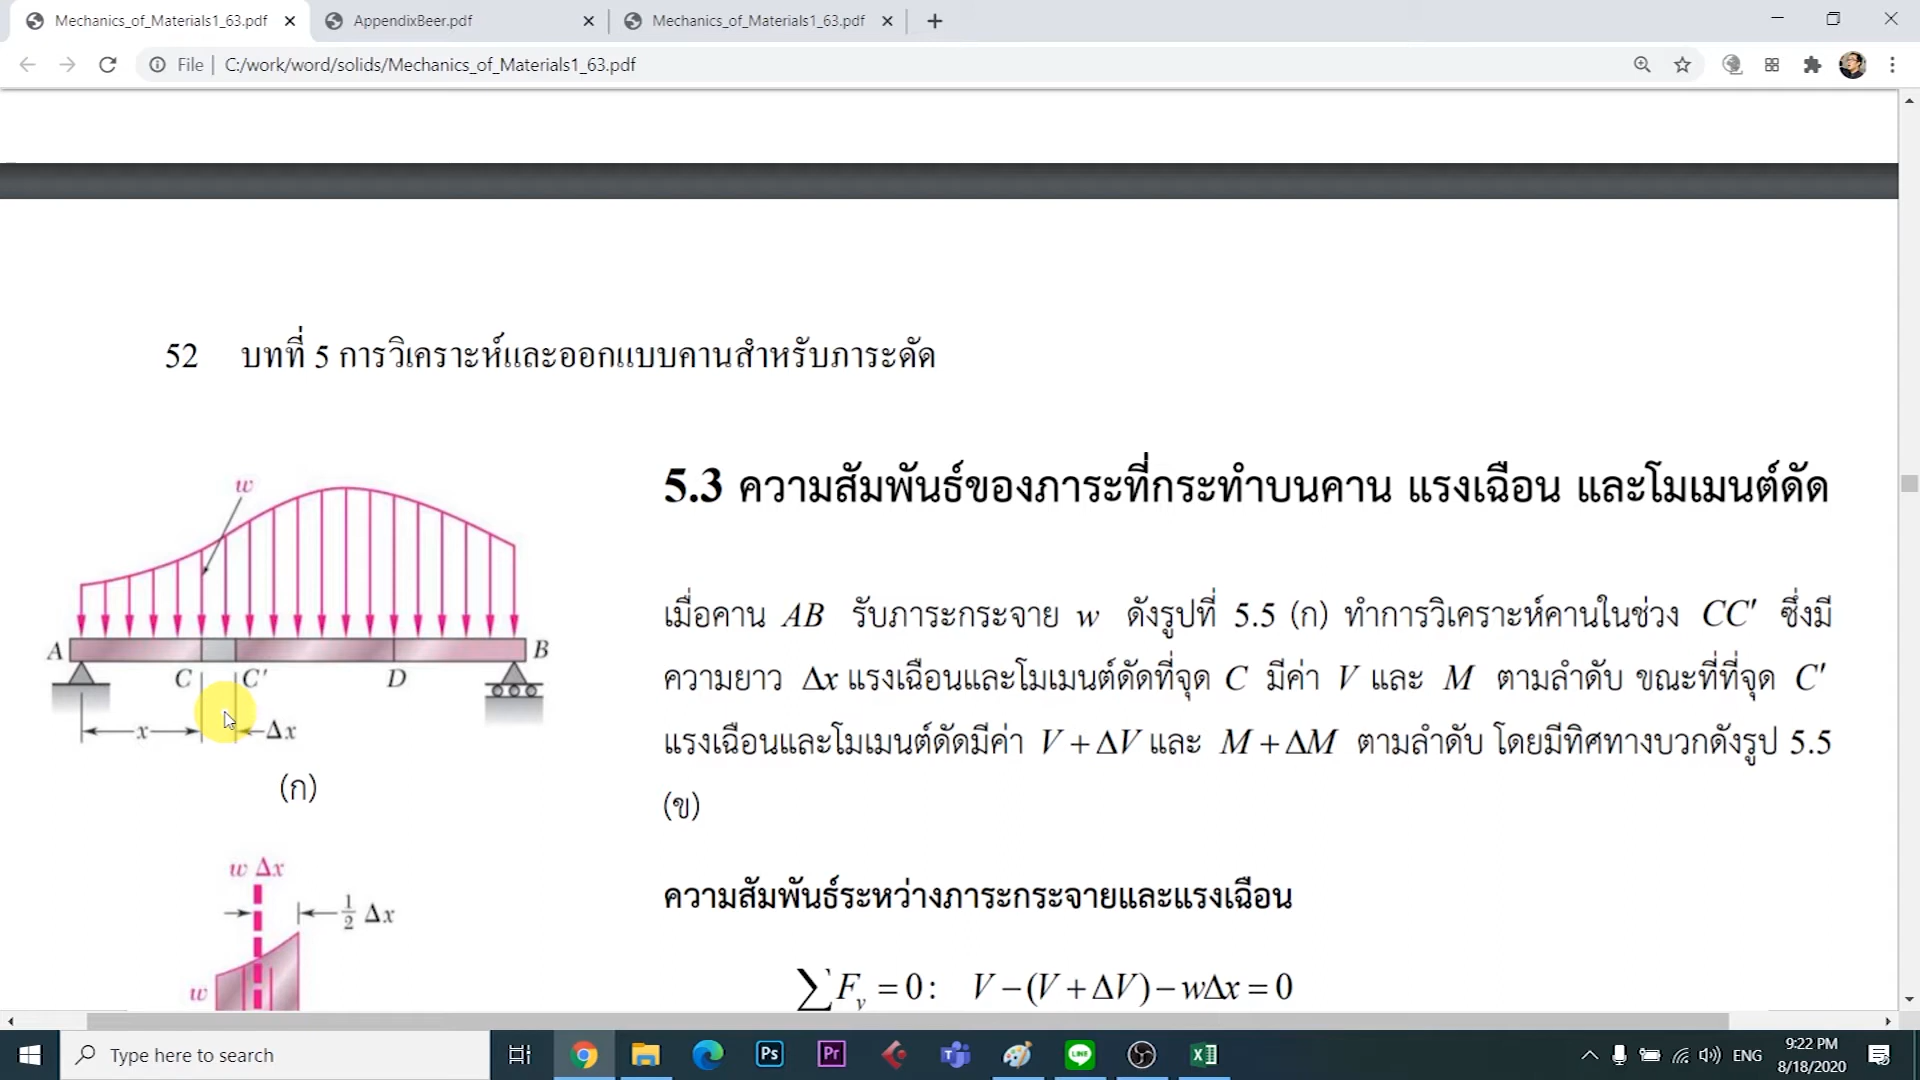 Mechanics_of_Materials1_63.pdf
AppendixBeer.pdf
Mechanics_of_Materials1_63.pdf
File
C:/work/word/solids/Mechanics_of_Materials1_63.pdf
52 บทที่ 5 การวิเคราะห์และออกแบบคานสำหรับภาระดัด
w
A
B
C
C′
D
x
Δx
(ก)
w Δx
1/2 Δx
w
5.3 ความสัมพันธ์ของภาระที่กระทำบนคาน แรงเฉือน และโมเมนต์ดัด
เมื่อคาน AB รับภาระกระจาย w ดังรูปที่ 5.5 (ก) ทำการวิเคราะห์คานในช่วง CC′ ซึ่งมี
ความยาว Δx แรงเฉือนและโมเมนต์ดัดที่จุด C มีค่า V และ M ตามลำดับ ขณะที่ที่จุด C′
แรงเฉือนและโมเมนต์ดัดมีค่า V + ΔV และ M + ΔM ตามลำดับ โดยมีทิศทางบวกดังรูป 5.5
(ข)
ความสัมพันธ์ระหว่างภาระกระจายและแรงเฉือน
∑F_y = 0 : V − (V + ΔV) − wΔx = 0
Type here to search
Ps
Pr
LINE
ENG
9:22 PM
8/18/2020